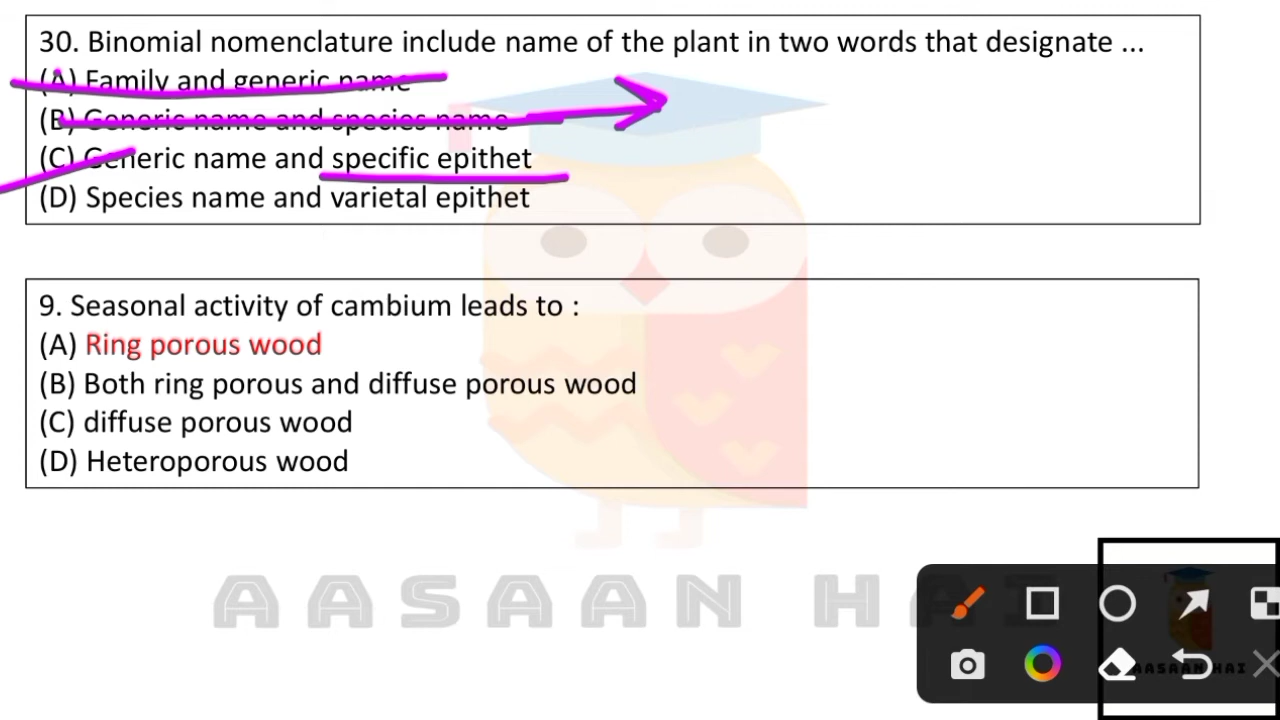 30. Binomial nomenclature include name of the plant in two words that designate ...
(A) Family and generic name
(B) Generic name and species name
(C) Generic name and specific epithet
(D) Species name and varietal epithet
9. Seasonal activity of cambium leads to :
(A) Ring porous wood
(B) Both ring porous and diffuse porous wood
(C) diffuse porous wood
(D) Heteroporous wood
AASAAN HAI
AASAAN HAI